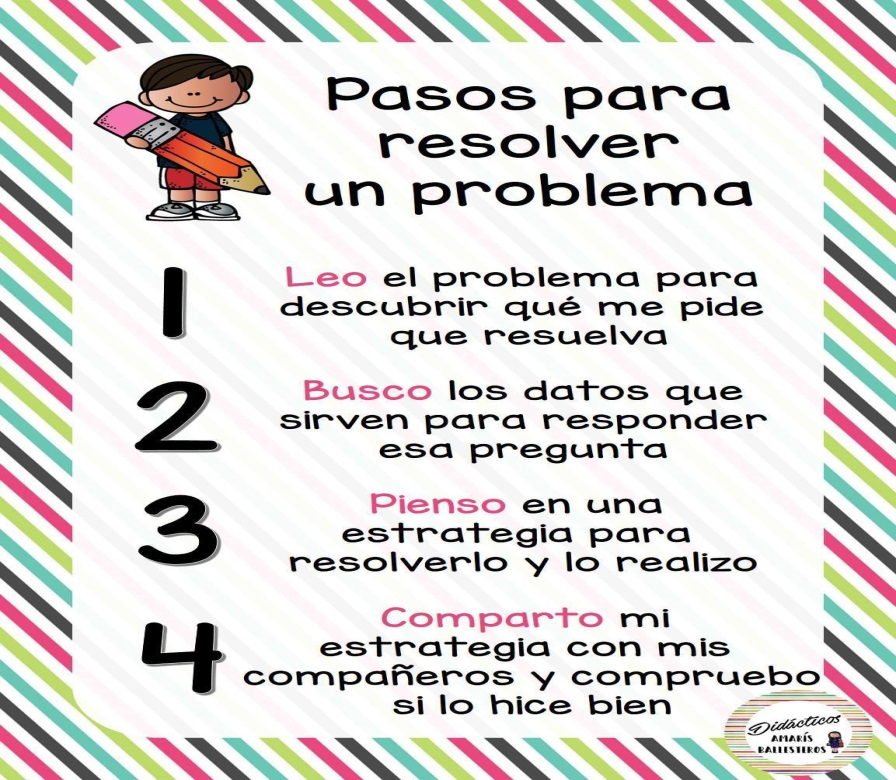 Pasos para
resolver
un problema
1
Leo el problema para
descubrir qué me pide
que resuelva
2
Busco los datos que
sirven para responder
esa pregunta
3
Pienso en una
estrategia para
resolverlo y lo realizo
4
Comparto mi
estrategia con mis
compañeros y compruebo
si lo hice bien
Didácticos
AMARÍS
BALLESTEROS